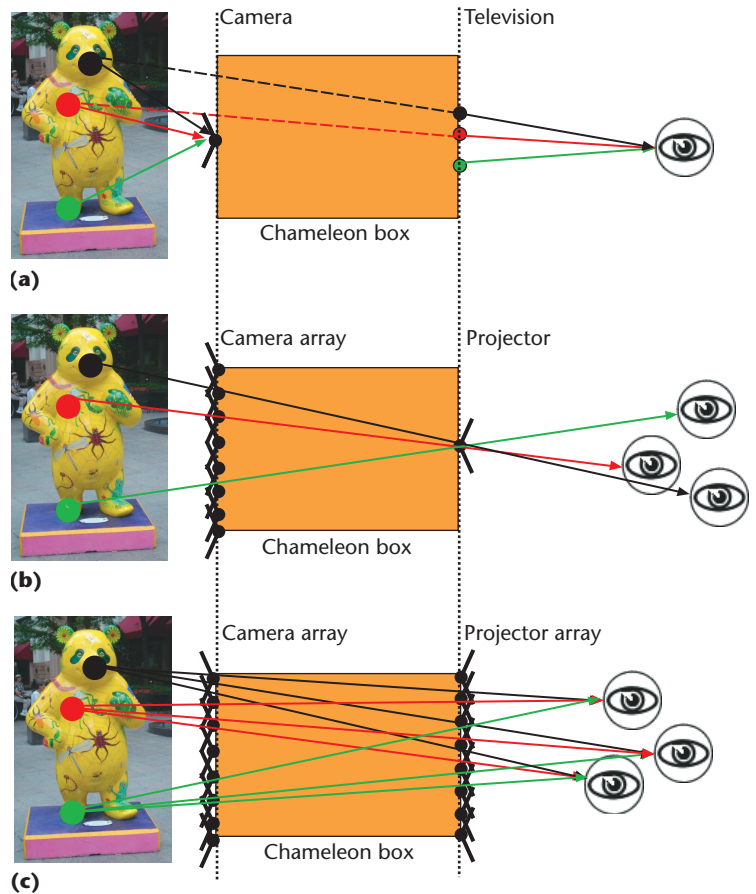 Camera Television
Chameleon box
(a)
Camera array Projector
Chameleon box
(b)
Camera array Projector array
Chameleon box
(c)